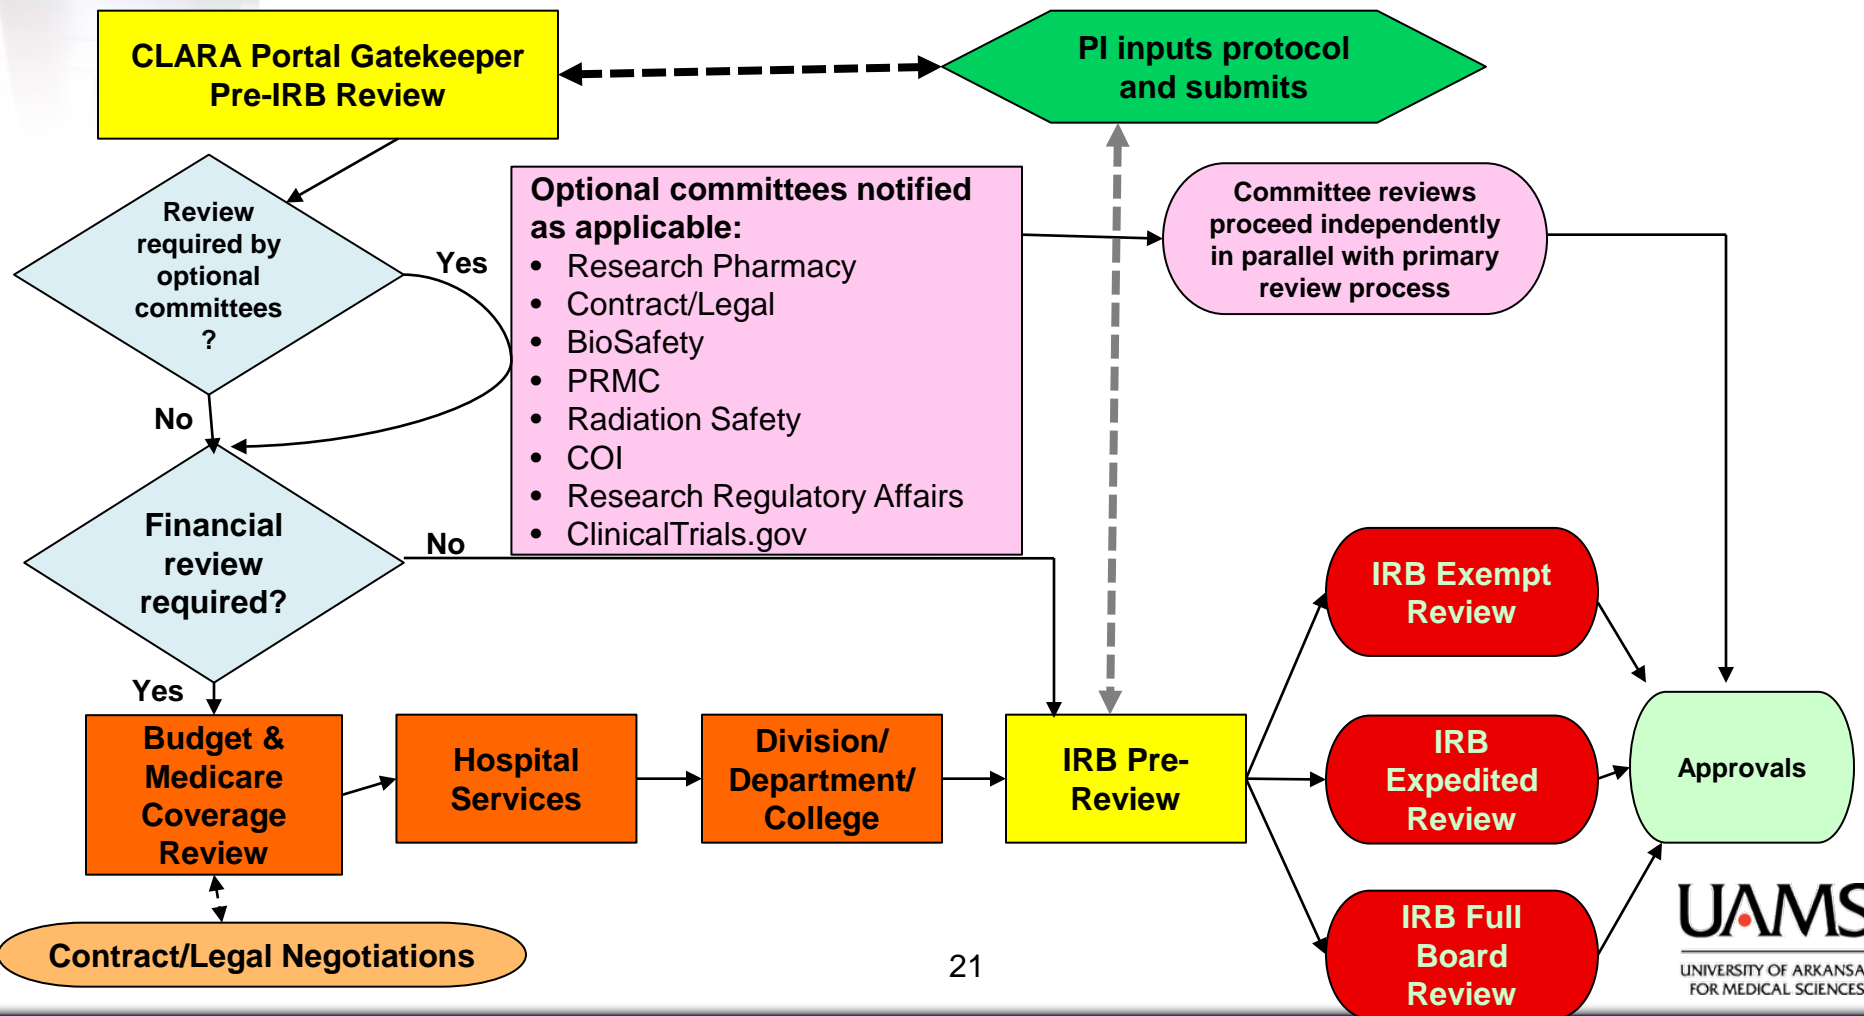 CLARA Portal Gatekeeper
Pre-IRB Review
PI inputs protocol
and submits
Review
required by
optional
committees
?
Yes
No
Optional committees notified
as applicable:
• Research Pharmacy
• Contract/Legal
• BioSafety
• PRMC
• Radiation Safety
• COI
• Research Regulatory Affairs
• ClinicalTrials.gov
Committee reviews
proceed independently
in parallel with primary
review process
Financial
review
required?
No
Yes
Budget &
Medicare
Coverage
Review
Hospital
Services
Division/
Department/
College
IRB Pre-
Review
IRB Exempt
Review
IRB
Expedited
Review
IRB Full
Board
Review
Approvals
Contract/Legal Negotiations
21
UAMS
UNIVERSITY OF ARKANSA
FOR MEDICAL SCIENCES